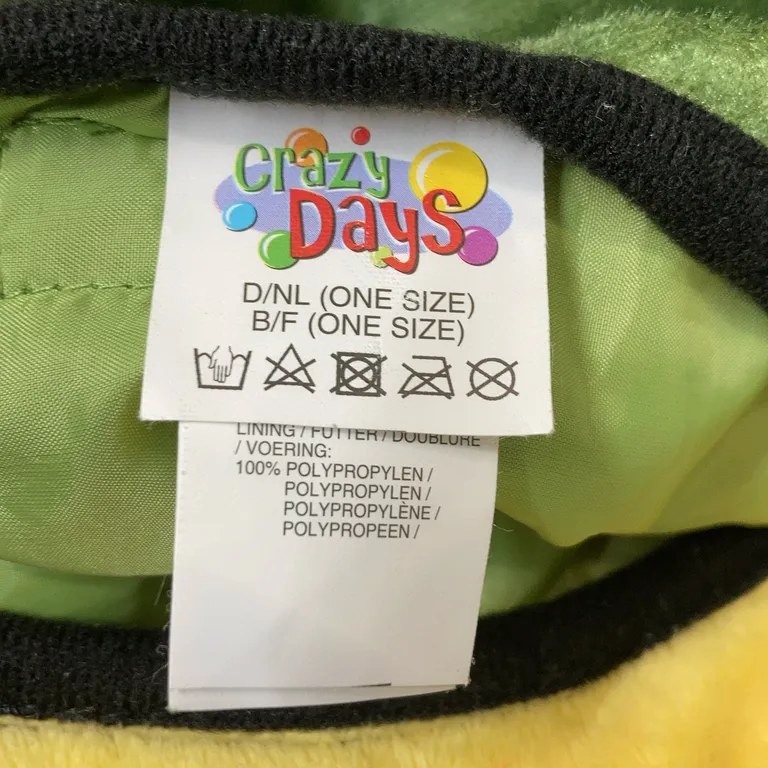 Crazy
Days
D/NL (ONE SIZE)
B/F (ONE SIZE)
LINING / FUTTER / DOUBLURE
/ VOERING:
100% POLYPROPYLEN /
POLYPROPYLEN /
POLYPROPYLÈNE /
POLYPROPEEN /